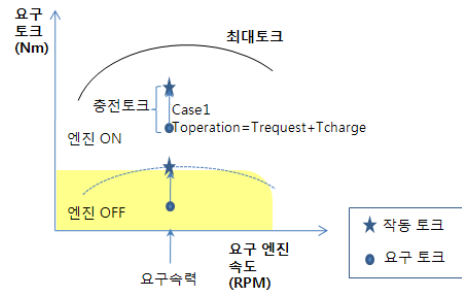 요구
토크
(Nm)
최대토크
충전토크
Case1
Toperation=Trequest+Tcharge
엔진 ON
엔진 OFF
요구속력
요구 엔진
속도
(RPM)
작동 토크
요구 토크